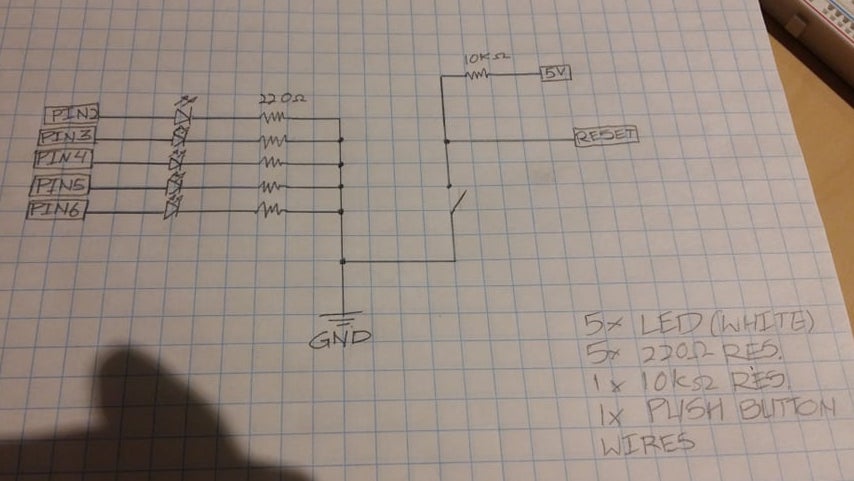 10KΩ
5V
220Ω
PIN2
PIN3
RESET
PIN4
PIN5
PIN6
GND
5x LED (WHITE)
5x 220Ω RES.
1x 10KΩ RES.
1x PUSH BUTTON
WIRES